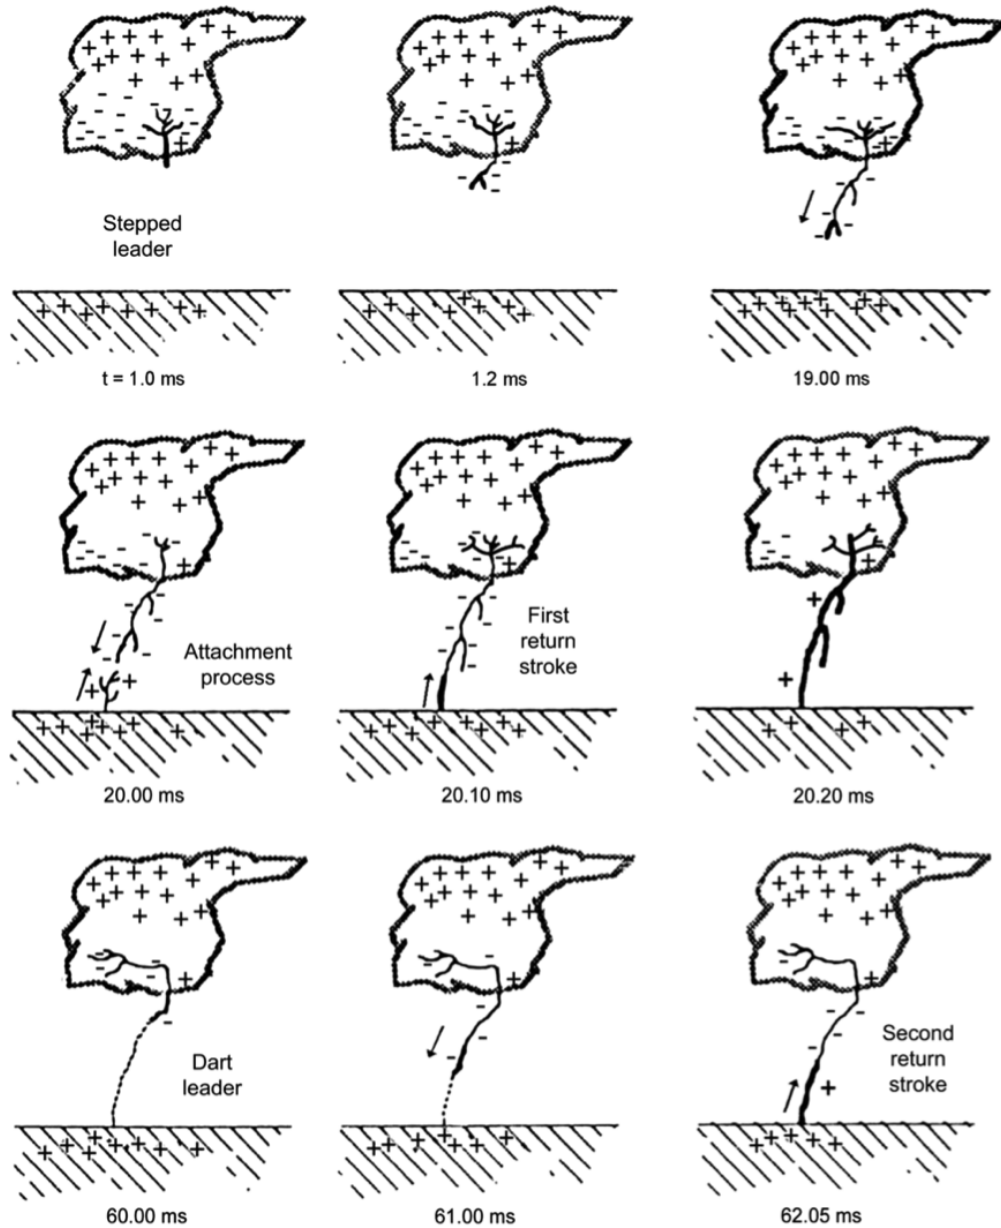 Stepped
leader
t = 1.0 ms
1.2 ms
19.00 ms
Attachment
process
First
return
stroke
20.00 ms
20.10 ms
20.20 ms
Dart
leader
Second
return
stroke
60.00 ms
61.00 ms
62.05 ms